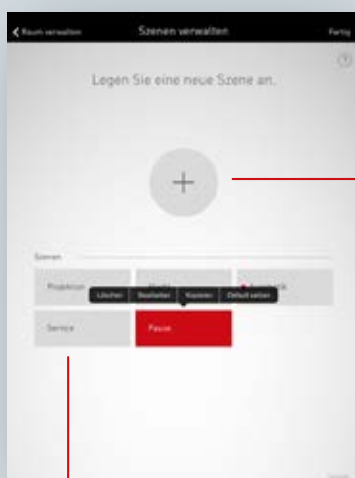 Raum verwalten Szenen verwalten Fertig
?
Legen Sie eine neue Szene an.
+
Szenen
Projektion
Löschen Bearbeiten Kopieren Default setzen
Service Pause